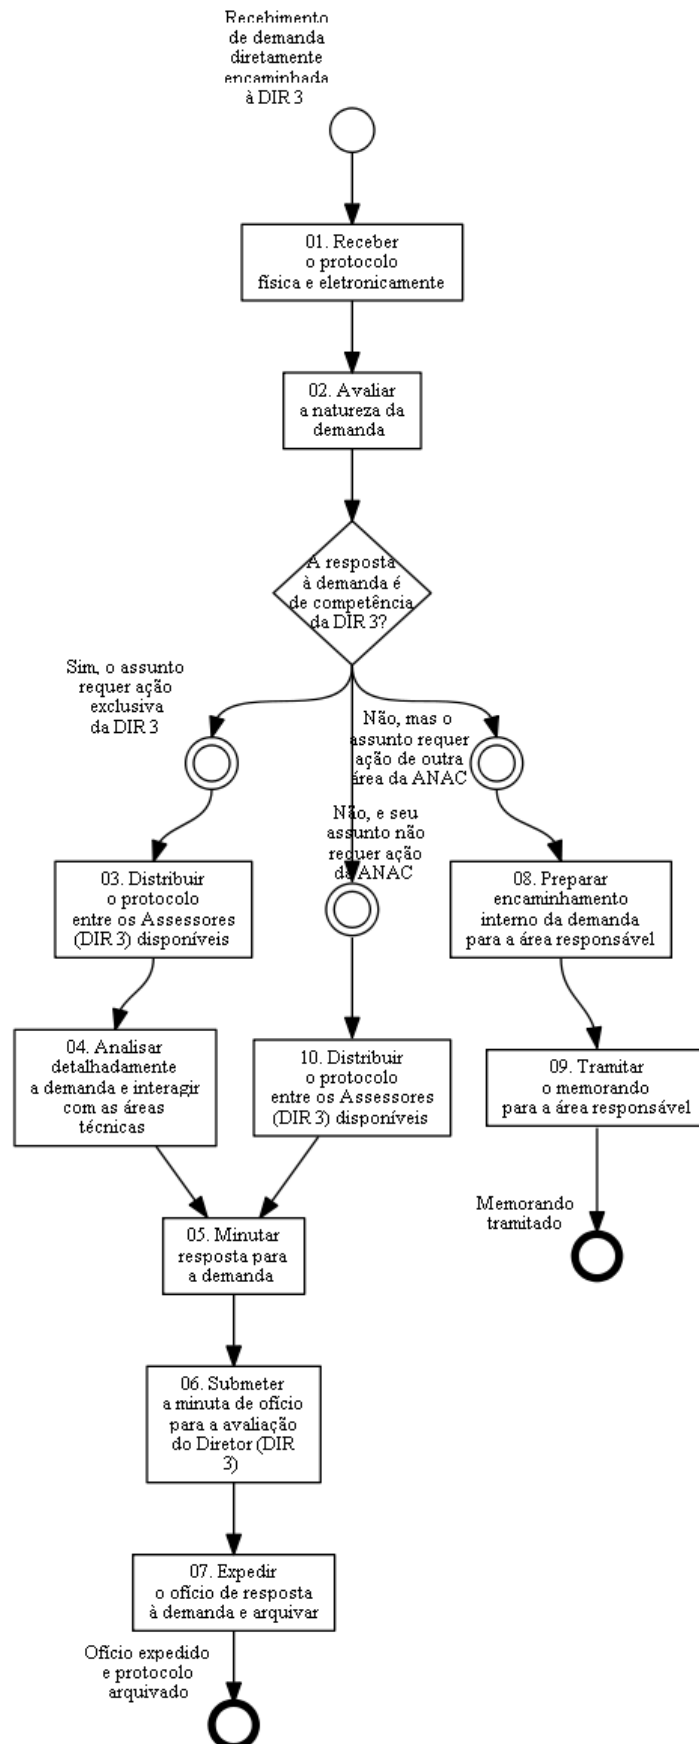 Recebimento
de demanda
diretamente
encaminhada
à DIR 3
01. Receber
o protocolo
física e eletronicamente
02. Avaliar
a natureza da
demanda
A resposta
à demanda é
de competência
da DIR 3?
Sim, o assunto
requer ação
exclusiva
da DIR 3
Não, mas o
assunto requer
ação de outra
área da ANAC
Não, e seu
assunto não
requer ação
da ANAC
03. Distribuir
o protocolo
entre os Assessores
(DIR 3) disponíveis
08. Preparar
encaminhamento
interno da demanda
para a área responsável
04. Analisar
detalhadamente
a demanda e interagir
com as áreas
técnicas
10. Distribuir
o protocolo
entre os Assessores
(DIR 3) disponíveis
09. Tramitar
o memorando
para a área responsável
05. Minutar
resposta para
a demanda
Memorando
tramitado
06. Submeter
a minuta de ofício
para a avaliação
do Diretor (DIR
3)
07. Expedir
o ofício de resposta
à demanda e arquivar
Ofício expedido
e protocolo
arquivado